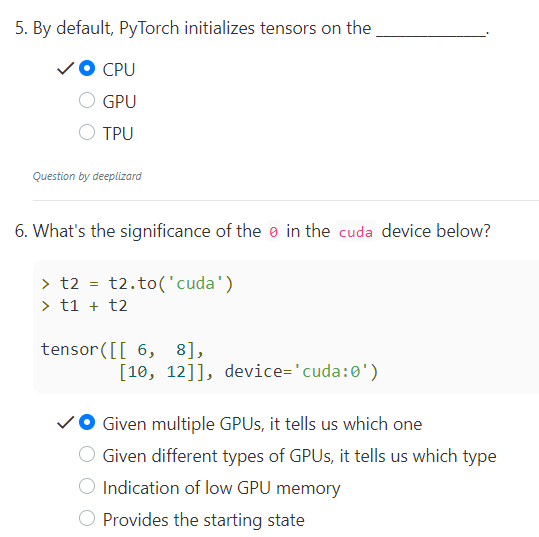 5. By default, PyTorch initializes tensors on the _______________.
CPU
GPU
TPU
Question by deeplizard
6. What's the significance of the 0 in the cuda device below?
> t2 = t2.to('cuda')
> t1 + t2
tensor([[ 6,  8],
        [10, 12]], device='cuda:0')
Given multiple GPUs, it tells us which one
Given different types of GPUs, it tells us which type
Indication of low GPU memory
Provides the starting state